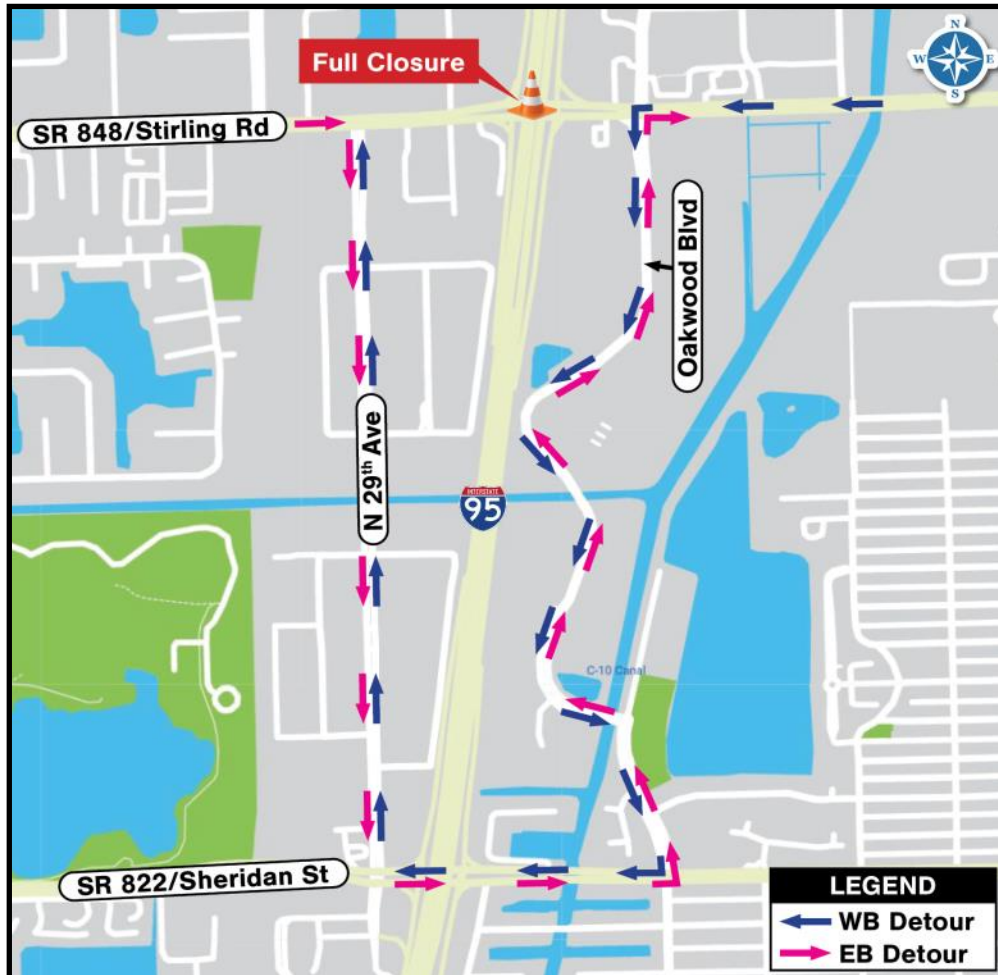 N
W E
S
Full Closure
SR 848/Stirling Rd
Oakwood Blvd
N 29th Ave
INTERSTATE
95
C-10 Canal
SR 822/Sheridan St
LEGEND
WB Detour
EB Detour